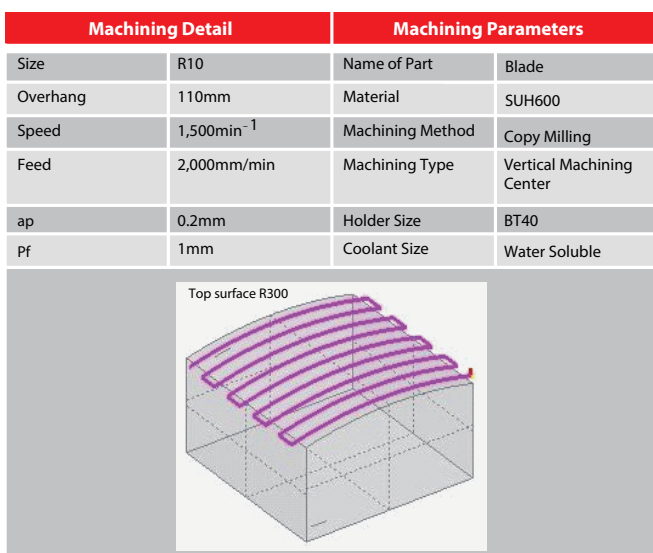 Machining Detail Machining Parameters
Size R10 Name of Part Blade
Overhang 110mm Material SUH600
Speed 1,500min⁻¹ Machining Method Copy Milling
Feed 2,000mm/min Machining Type Vertical Machining
Center
ap 0.2mm Holder Size BT40
Pf 1mm Coolant Size Water Soluble
Top surface R300